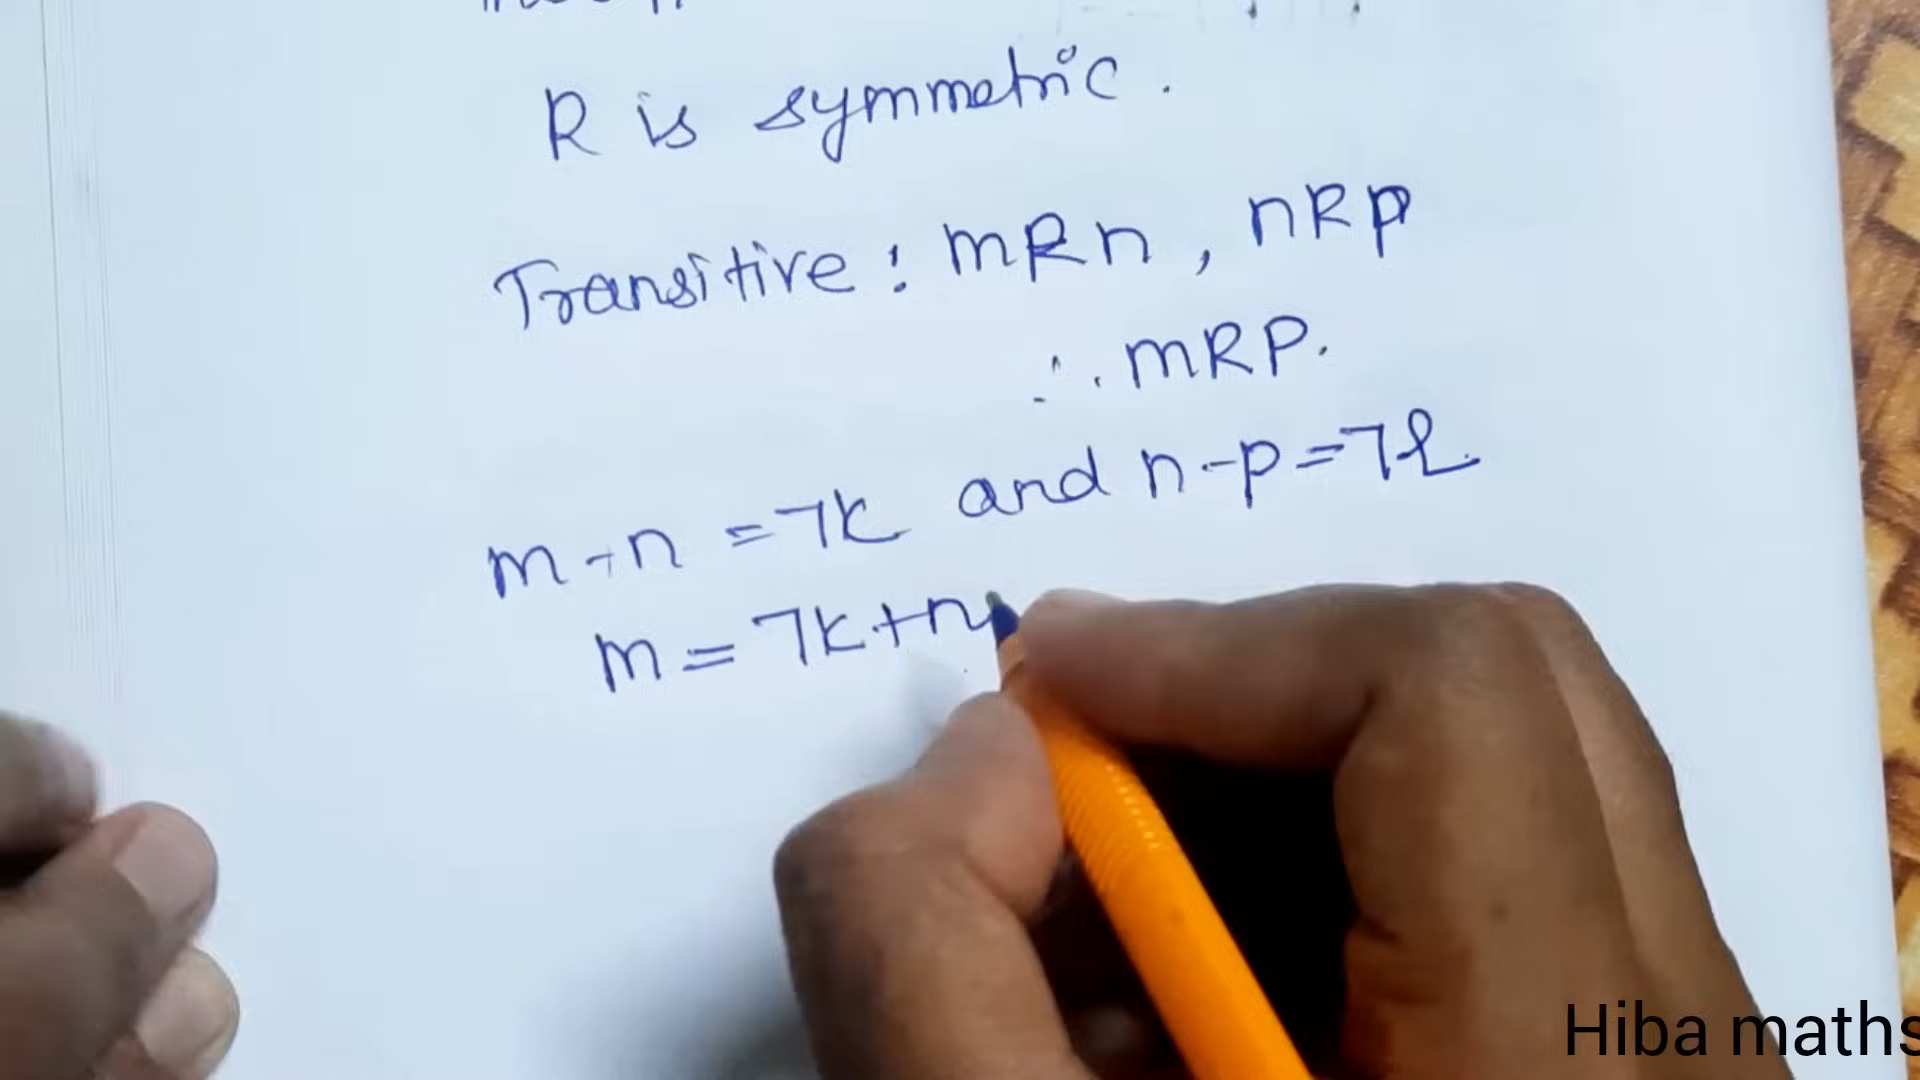 R is symmetric.
Transitive : mRn , nRp
∴ mRP.
m-n = 7k and n-p=7l
m = 7k+n
Hiba maths